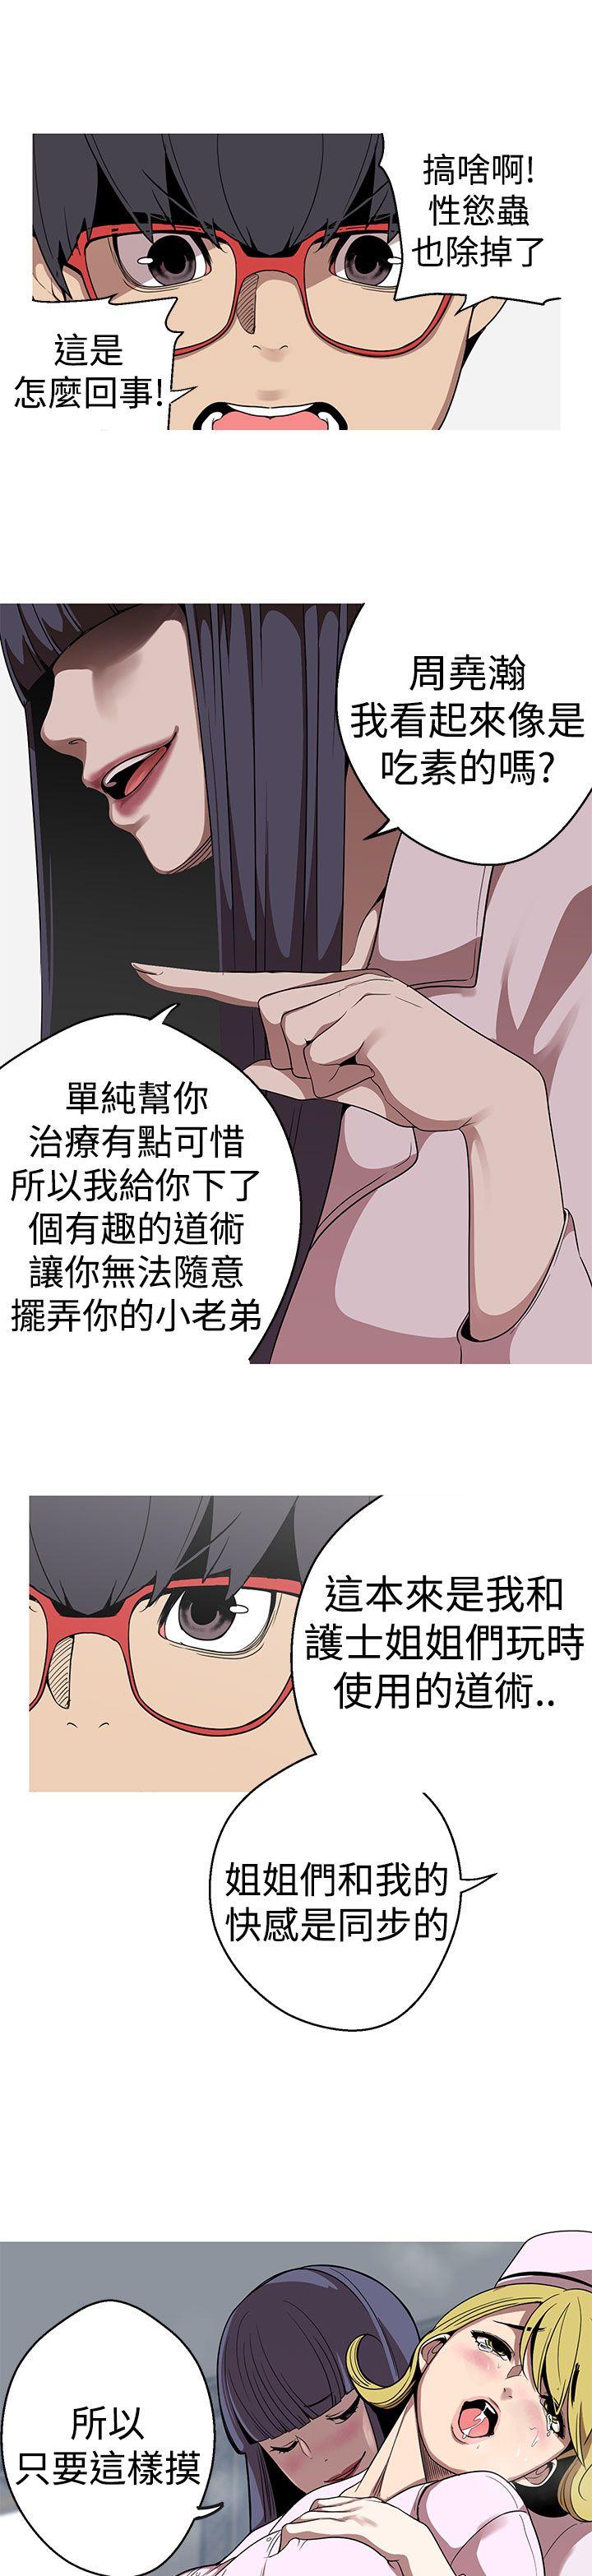 搞啥啊!
性慾蟲
也除掉了
這是
怎麼回事!
周堯瀚
我看起來像是
吃素的嗎?
單純幫你
治療有點可惜
所以我給你下了
個有趣的道術
讓你無法隨意
擺弄你的小老弟
這本來是我和
護士姐姐們玩時
使用的道術..
姐姐們和我的
快感是同步的
所以
只要這樣摸